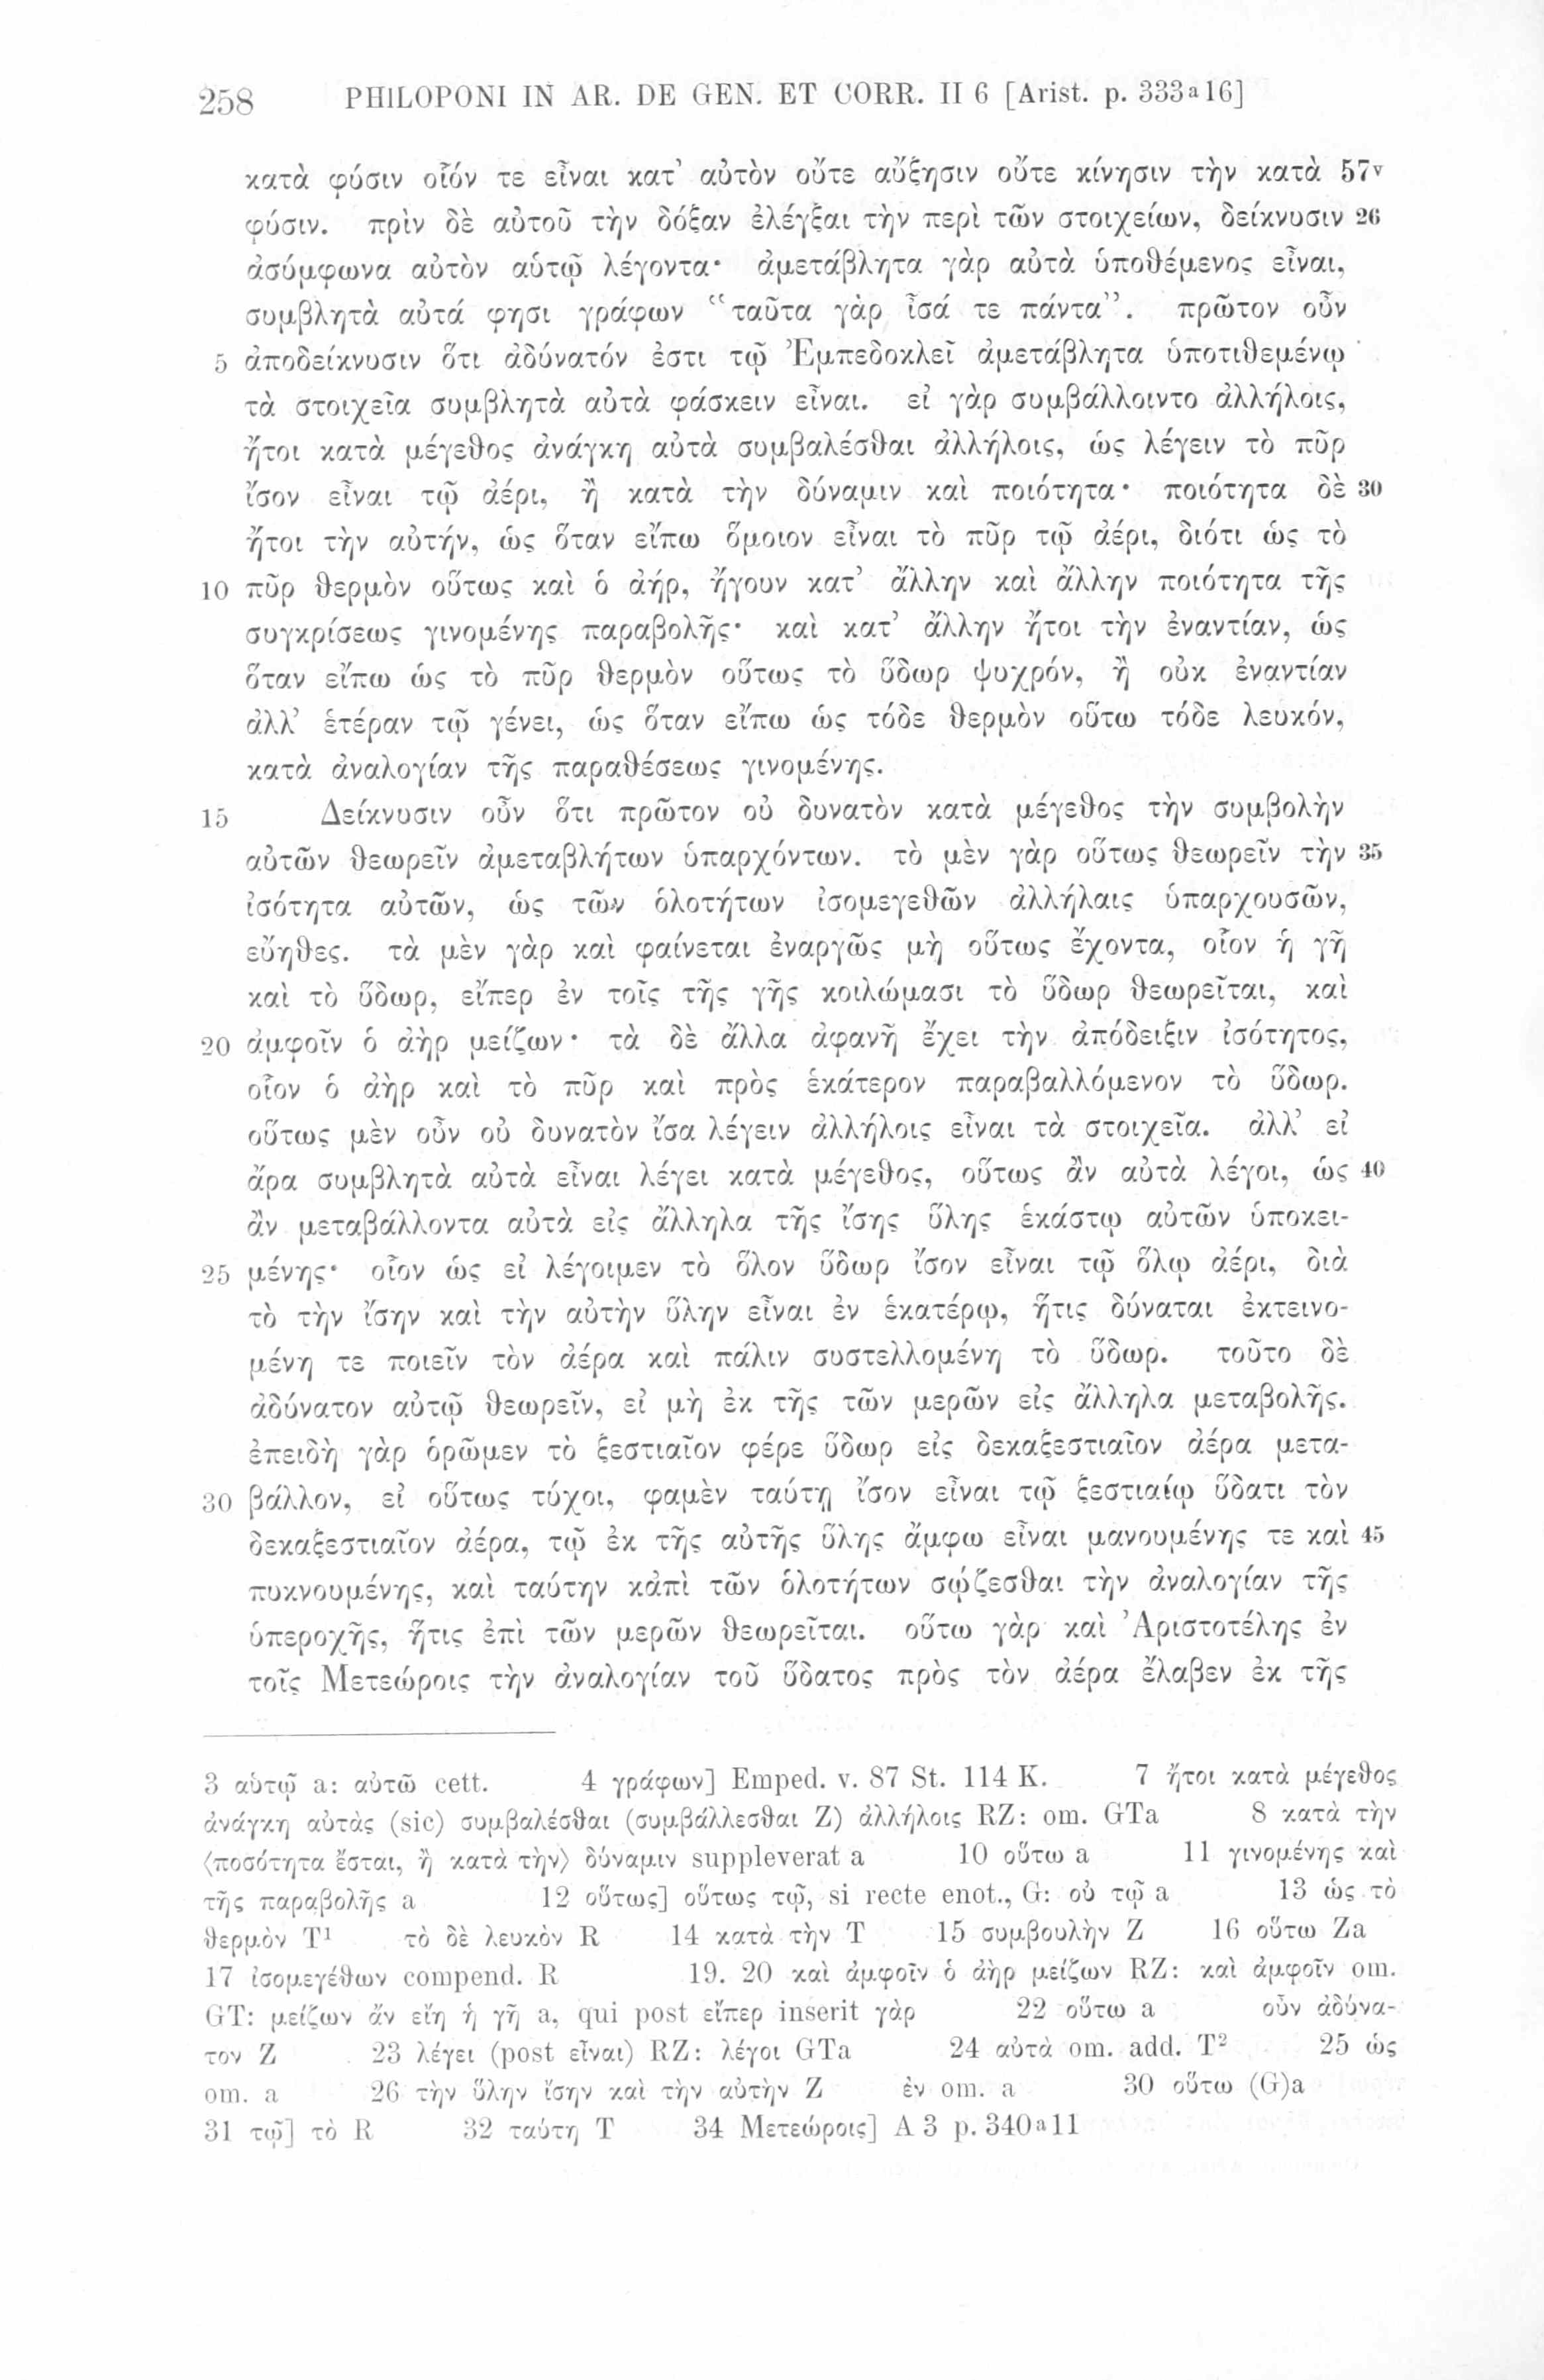 258 PHILOPONI IN AR. DE GEN. ET CORR. II 6 [Arist. p. 333a16]
κατὰ φύσιν οἷόν τε εἶναι κατ’ αὐτὸν οὔτε αὔξησιν οὔτε κίνησιν τὴν κατὰ 57v
φύσιν. πρὶν δὲ αὐτοῦ τὴν δόξαν ἐλέγξαι τὴν περὶ τῶν στοιχείων, δείκνυσιν 26
ἀσύμφωνα αὐτὸν αὑτῷ λέγοντα· ἀμετάβλητα γὰρ αὐτὰ ὑποθέμενος εἶναι,
συμβλητὰ αὐτά φησι γράφων “ταῦτα γὰρ ἶσά τε πάντα”. πρῶτον οὖν
5 ἀποδείκνυσιν ὅτι ἀδύνατόν ἐστι τῷ Ἐμπεδοκλεῖ ἀμετάβλητα ὑποτιθεμένῳ
τὰ στοιχεῖα συμβλητὰ αὐτὰ φάσκειν εἶναι. εἰ γὰρ συμβάλλοιντο ἀλλήλοις,
ἤτοι κατὰ μέγεθος ἀνάγκη αὐτὰ συμβαλέσθαι ἀλλήλοις, ὡς λέγειν τὸ πῦρ
ἴσον εἶναι τῷ ἀέρι, ἢ κατὰ τὴν δύναμιν καὶ ποιότητα· ποιότητα δὲ 30
ἤτοι τὴν αὐτήν, ὡς ὅταν εἴπω ὅμοιον εἶναι τὸ πῦρ τῷ ἀέρι, διότι ὡς τὸ
10 πῦρ θερμὸν οὕτως καὶ ὁ ἀήρ, ἤγουν κατ’ ἄλλην καὶ ἄλλην ποιότητα τῆς
συγκρίσεως γινομένης παραβολῆς· καὶ κατ’ ἄλλην ἤτοι τὴν ἐναντίαν, ὡς
ὅταν εἴπω ὡς τὸ πῦρ θερμὸν οὕτως τὸ ὕδωρ ψυχρόν, ἢ οὐκ ἐναντίαν
ἀλλ’ ἑτέραν τῷ γένει, ὡς ὅταν εἴπω ὡς τόδε θερμὸν οὕτω τόδε λευκόν,
κατὰ ἀναλογίαν τῆς παραθέσεως γινομένης.
15 Δείκνυσιν οὖν ὅτι πρῶτον οὐ δυνατὸν κατὰ μέγεθος τὴν συμβολὴν
αὐτῶν θεωρεῖν ἀμεταβλήτων ὑπαρχόντων. τὸ μὲν γὰρ οὕτως θεωρεῖν τὴν 35
ἰσότητα αὐτῶν, ὡς τῶν ὁλοτήτων ἰσομεγεθῶν ἀλλήλαις ὑπαρχουσῶν,
εὔηθες. τὰ μὲν γὰρ καὶ φαίνεται ἐναργῶς μὴ οὕτως ἔχοντα, οἷον ἡ γῆ
καὶ τὸ ὕδωρ, εἴπερ ἐν τοῖς τῆς γῆς κοιλώμασι τὸ ὕδωρ θεωρεῖται, καὶ
20 ἀμφοῖν ὁ ἀὴρ μείζων· τὰ δὲ ἄλλα ἀφανῆ ἔχει τὴν ἀπόδειξιν ἰσότητος,
οἷον ὁ ἀὴρ καὶ τὸ πῦρ καὶ πρὸς ἑκάτερον παραβαλλόμενον τὸ ὕδωρ.
οὕτως μὲν οὖν οὐ δυνατὸν ἴσα λέγειν ἀλλήλοις εἶναι τὰ στοιχεῖα. ἀλλ’ εἰ
ἄρα συμβλητὰ αὐτὰ εἶναι λέγει κατὰ μέγεθος, οὕτως ἂν αὐτὰ λέγοι, ὡς 40
ἂν μεταβάλλοντα αὐτὰ εἰς ἄλληλα τῆς ἴσης ὕλης ἑκάστῳ αὐτῶν ὑποκει-
25 μένης· οἷον ὡς εἰ λέγοιμεν τὸ ὅλον ὕδωρ ἴσον εἶναι τῷ ὅλῳ ἀέρι, διὰ
τὸ τὴν ἴσην καὶ τὴν αὐτὴν ὕλην εἶναι ἐν ἑκατέρῳ, ἥτις δύναται ἐκτεινο-
μένη τε ποιεῖν τὸν ἀέρα καὶ πάλιν συστελλομένη τὸ ὕδωρ. τοῦτο δὲ
ἀδύνατον αὐτῷ θεωρεῖν, εἰ μὴ ἐκ τῆς τῶν μερῶν εἰς ἄλληλα μεταβολῆς.
ἐπειδὴ γὰρ ὁρῶμεν τὸ ξεστιαῖον φέρε ὕδωρ εἰς δεκαξεστιαῖον ἀέρα μετα-
30 βάλλον, εἰ οὕτως τύχοι, φαμὲν ταύτῃ ἴσον εἶναι τῷ ξεστιαίῳ ὕδατι τὸν
δεκαξεστιαῖον ἀέρα, τῷ ἐκ τῆς αὐτῆς ὕλης ἄμφω εἶναι μανουμένης τε καὶ 45
πυκνουμένης, καὶ ταύτην κἀπὶ τῶν ὁλοτήτων σῴζεσθαι τὴν ἀναλογίαν τῆς
ὑπεροχῆς, ἥτις ἐπὶ τῶν μερῶν θεωρεῖται. οὕτω γὰρ καὶ Ἀριστοτέλης ἐν
τοῖς Μετεώροις τὴν ἀναλογίαν τοῦ ὕδατος πρὸς τὸν ἀέρα ἔλαβεν ἐκ τῆς
3 αὑτῷ a: αὐτῶ cett. 4 γράφων] Emped. v. 87 St. 114 K. 7 ἤτοι κατὰ μέγεθος
ἀνάγκη αὐτὰς (sic) συμβαλέσθαι (συμβάλλεσθαι Z) ἀλλήλοις RZ: om. GTa 8 κατὰ τὴν
⟨ποσότητα ἔσται, ἢ κατὰ τὴν⟩ δύναμιν suppleverat a 10 οὕτω a 11 γινομένης καὶ
τῆς παραβολῆς a 12 οὕτως] οὕτως τῷ, si recte enot., G: οὐ τῷ a 13 ὡς τὸ
θερμὸν T1 τὸ δὲ λευκὸν R 14 κατὰ τὴν T 15 συμβουλὴν Z 16 οὕτω Za
17 ἰσομεγέθων compend. R 19. 20 καὶ ἀμφοῖν ὁ ἀὴρ μείζων RZ: καὶ ἀμφοῖν om.
GT: μείζων ἂν εἴη ἡ γῆ a, qui post εἴπερ inserit γὰρ 22 οὕτω a οὖν ἀδύνα-
τον Z 23 λέγει (post εἶναι) RZ: λέγοι GTa 24 αὐτὰ om. add. T2 25 ὡς
om. a 26 τὴν ὕλην ἴσην καὶ τὴν αὐτὴν Z ἐν om. a 30 οὕτω (G)a
31 τῷ] τὸ R 32 ταύτη T 34 Μετεώροις] A 3 p. 340a11